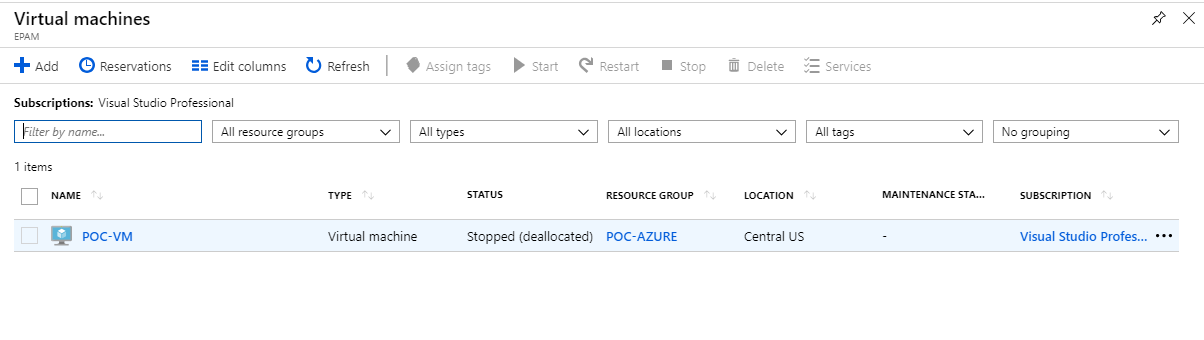 Virtual machines
EPAM
Add Reservations Edit columns Refresh Assign tags Start Restart Stop Delete Services
Subscriptions: Visual Studio Professional
Filter by name... All resource groups All types All locations All tags No grouping
1 items
NAME TYPE STATUS RESOURCE GROUP LOCATION MAINTENANCE STA... SUBSCRIPTION
POC-VM Virtual machine Stopped (deallocated) POC-AZURE Central US - Visual Studio Profes... •••